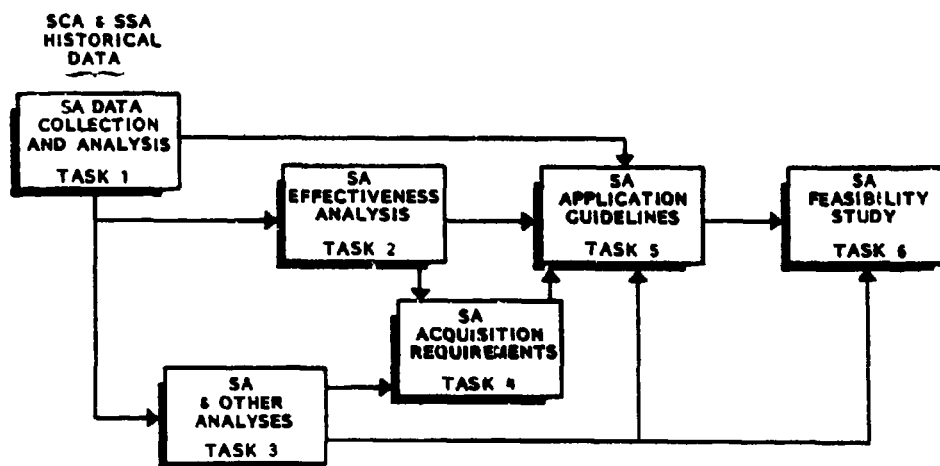 SCA & SSA
HISTORICAL
DATA
SA DATA
COLLECTION
AND ANALYSIS
TASK 1
SA
EFFECTIVENESS
ANALYSIS
TASK 2
SA
APPLICATION
GUIDELINES
TASK 5
SA
FEASIBILITY
STUDY
TASK 6
SA
ACQUISITION
REQUIREMENTS
TASK 4
SA
& OTHER
ANALYSES
TASK 3